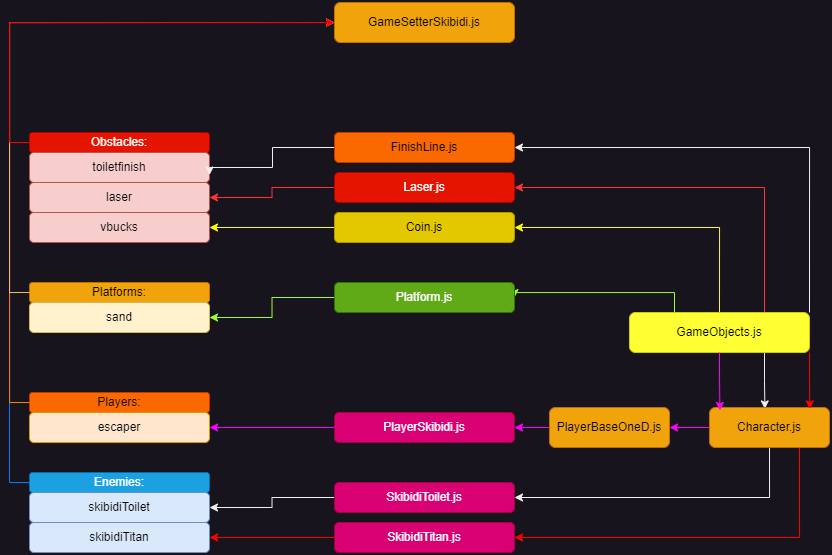 GameSetterSkibidi.js
Obstacles:
toiletfinish
laser
vbucks
FinishLine.js
Laser.js
Coin.js
Platforms:
sand
Platform.js
GameObjects.js
Players:
escaper
PlayerSkibidi.js
PlayerBaseOneD.js
Character.js
Enemies:
skibidiToilet
skibidiTitan
SkibidiToilet.js
SkibidiTitan.js